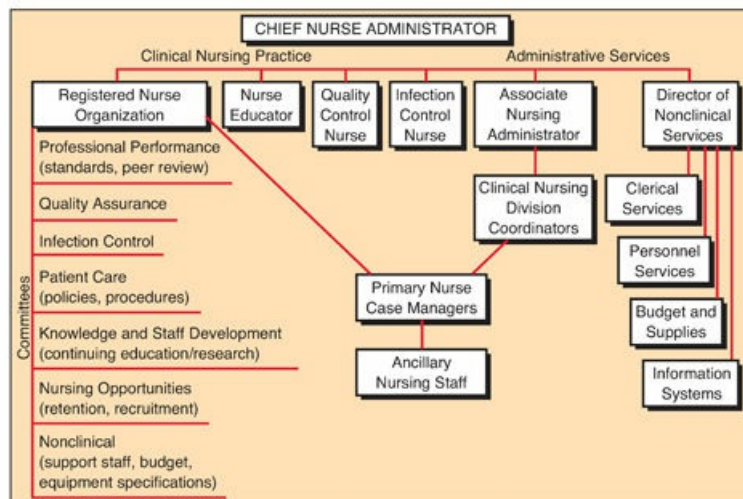 CHIEF NURSE ADMINISTRATOR
Clinical Nursing Practice
Administrative Services
Registered Nurse
Organization
Nurse
Educator
Quality
Control
Nurse
Infection
Control
Nurse
Associate
Nursing
Administrator
Director of
Nonclinical
Services
Committees
Professional Performance
(standards, peer review)
Quality Assurance
Infection Control
Patient Care
(policies, procedures)
Knowledge and Staff Development
(continuing education/research)
Nursing Opportunities
(retention, recruitment)
Nonclinical
(support staff, budget,
equipment specifications)
Clinical Nursing
Division
Coordinators
Primary Nurse
Case Managers
Ancillary
Nursing Staff
Clerical
Services
Personnel
Services
Budget and
Supplies
Information
Systems